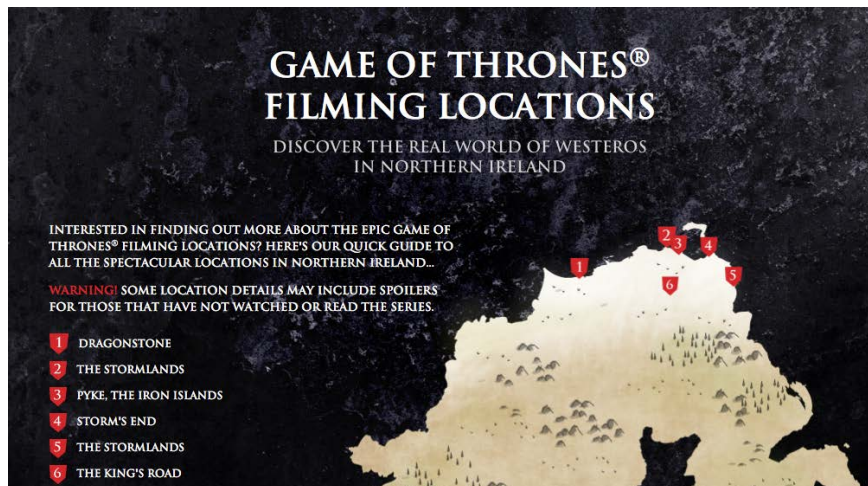 GAME OF THRONES®
FILMING LOCATIONS
DISCOVER THE REAL WORLD OF WESTEROS
IN NORTHERN IRELAND
INTERESTED IN FINDING OUT MORE ABOUT THE EPIC GAME OF
THRONES® FILMING LOCATIONS? HERE'S OUR QUICK GUIDE TO
ALL THE SPECTACULAR LOCATIONS IN NORTHERN IRELAND...
WARNING! SOME LOCATION DETAILS MAY INCLUDE SPOILERS
FOR THOSE THAT HAVE NOT WATCHED OR READ THE SERIES.
1 DRAGONSTONE
2 THE STORMLANDS
3 PYKE, THE IRON ISLANDS
4 STORM'S END
5 THE STORMLANDS
6 THE KING'S ROAD
2
3
4
1
5
6